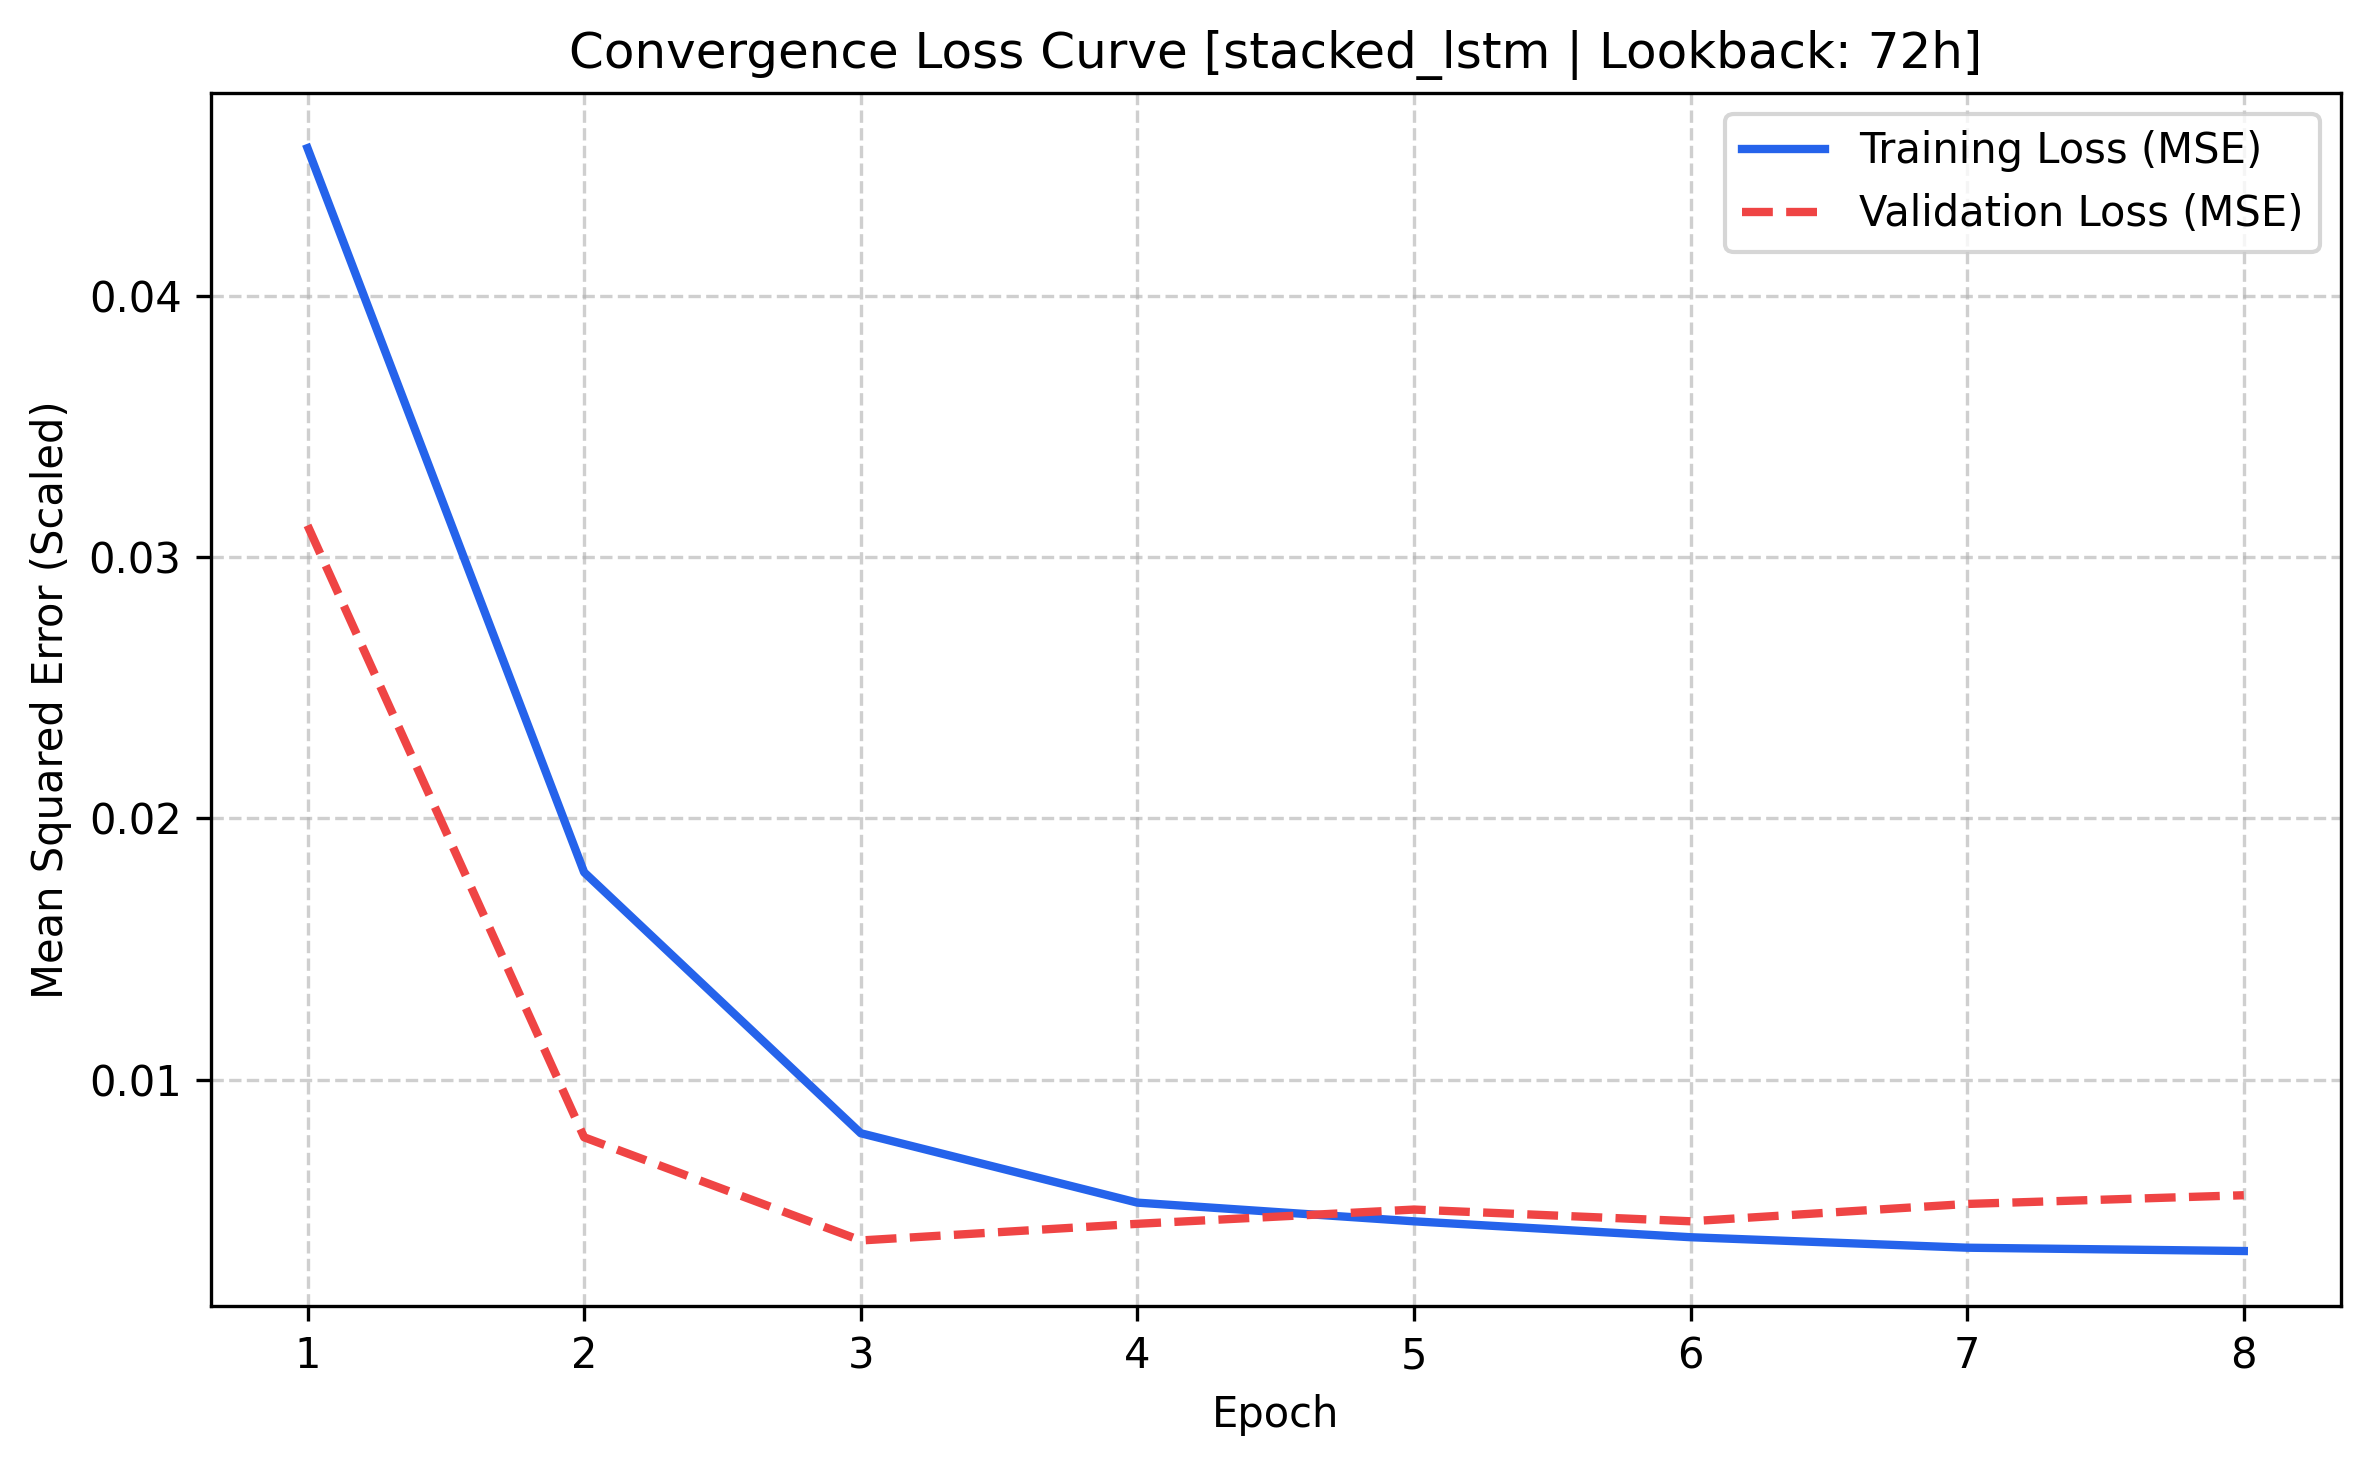 Convergence Loss Curve [stacked_lstm | Lookback: 72h]
Training Loss (MSE)
Validation Loss (MSE)
Mean Squared Error (Scaled)
0.04
0.03
0.02
0.01
1 2 3 4 5 6 7 8
Epoch